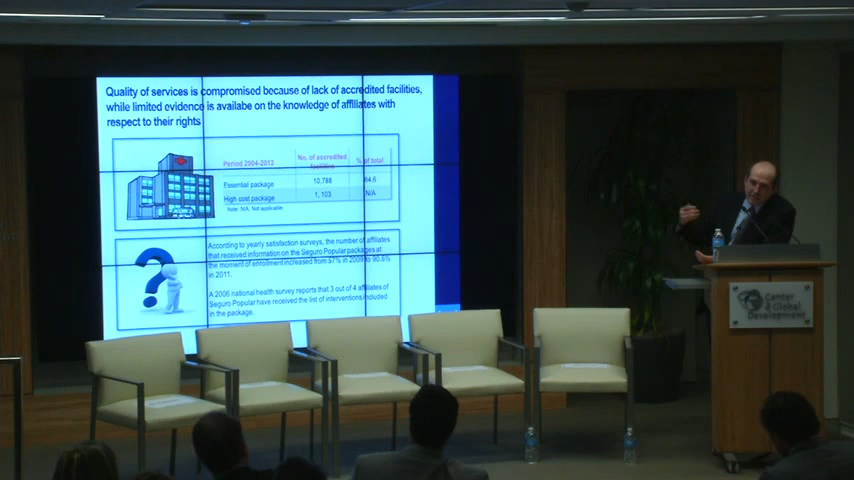 Quality of services is compromised because of lack of accredited facilities,
while limited evidence is availabe on the knowledge of affiliates with
respect to their rights
Period 2004-2012 No. of accredited facilities % of total
Essential package 10,788 64.6
High cost package 1, 103 N/A
Note: N/A, Not applicable.
According to yearly satisfaction surveys, the number of affiliates
that received information on the Seguro Popular packages at
the moment of enrollment increased from 57% in 2009 to 90.8%
in 2011.
A 2006 national health survey reports that 3 out of 4 affiliates of
Seguro Popular have received the list of interventions included
in the package.
Center
Global
Development